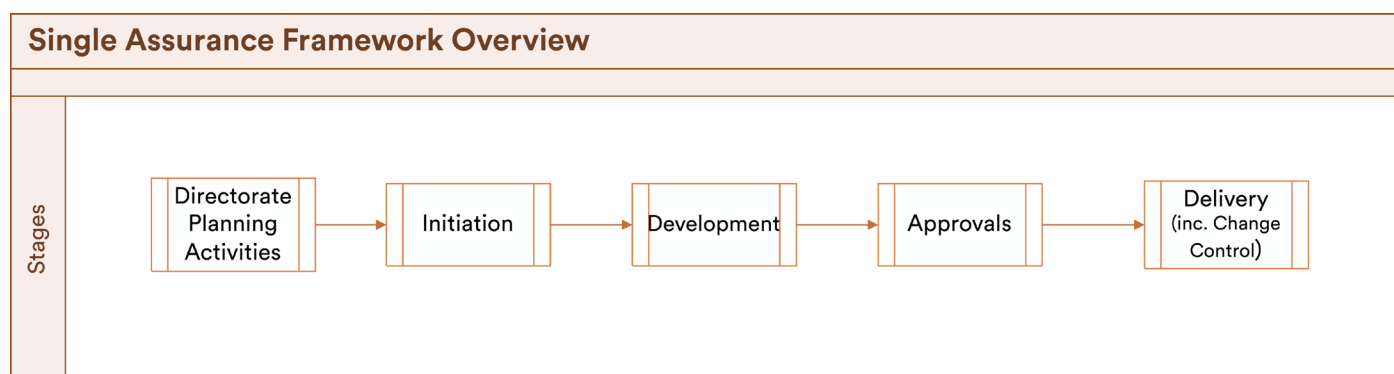 Single Assurance Framework Overview
Stages
Directorate
Planning
Activities
Initiation
Development
Approvals
Delivery
(inc. Change
Control)